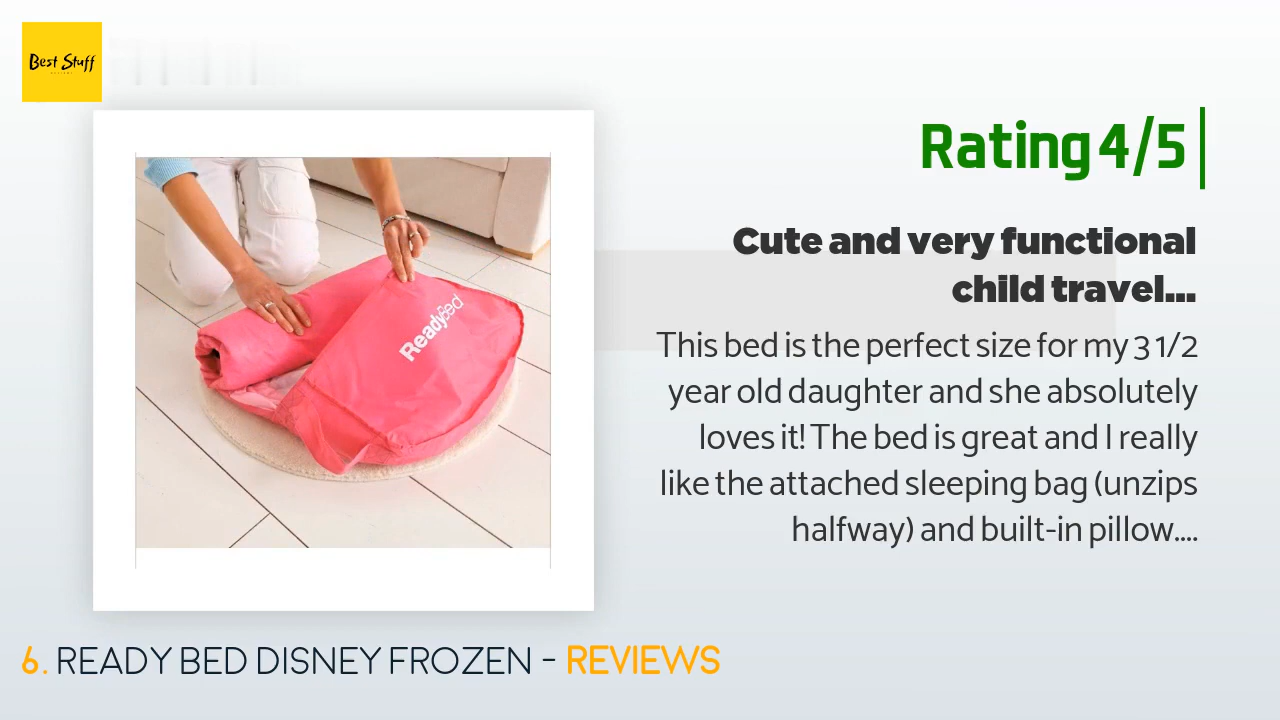 Best Stuff
Rating 4/5
Cute and very functional
child travel...
This bed is the perfect size for my 3 1/2
year old daughter and she absolutely
loves it! The bed is great and I really
like the attached sleeping bag (unzips
halfway) and built-in pillow....
ReadyBed
6. READY BED DISNEY FROZEN - REVIEWS